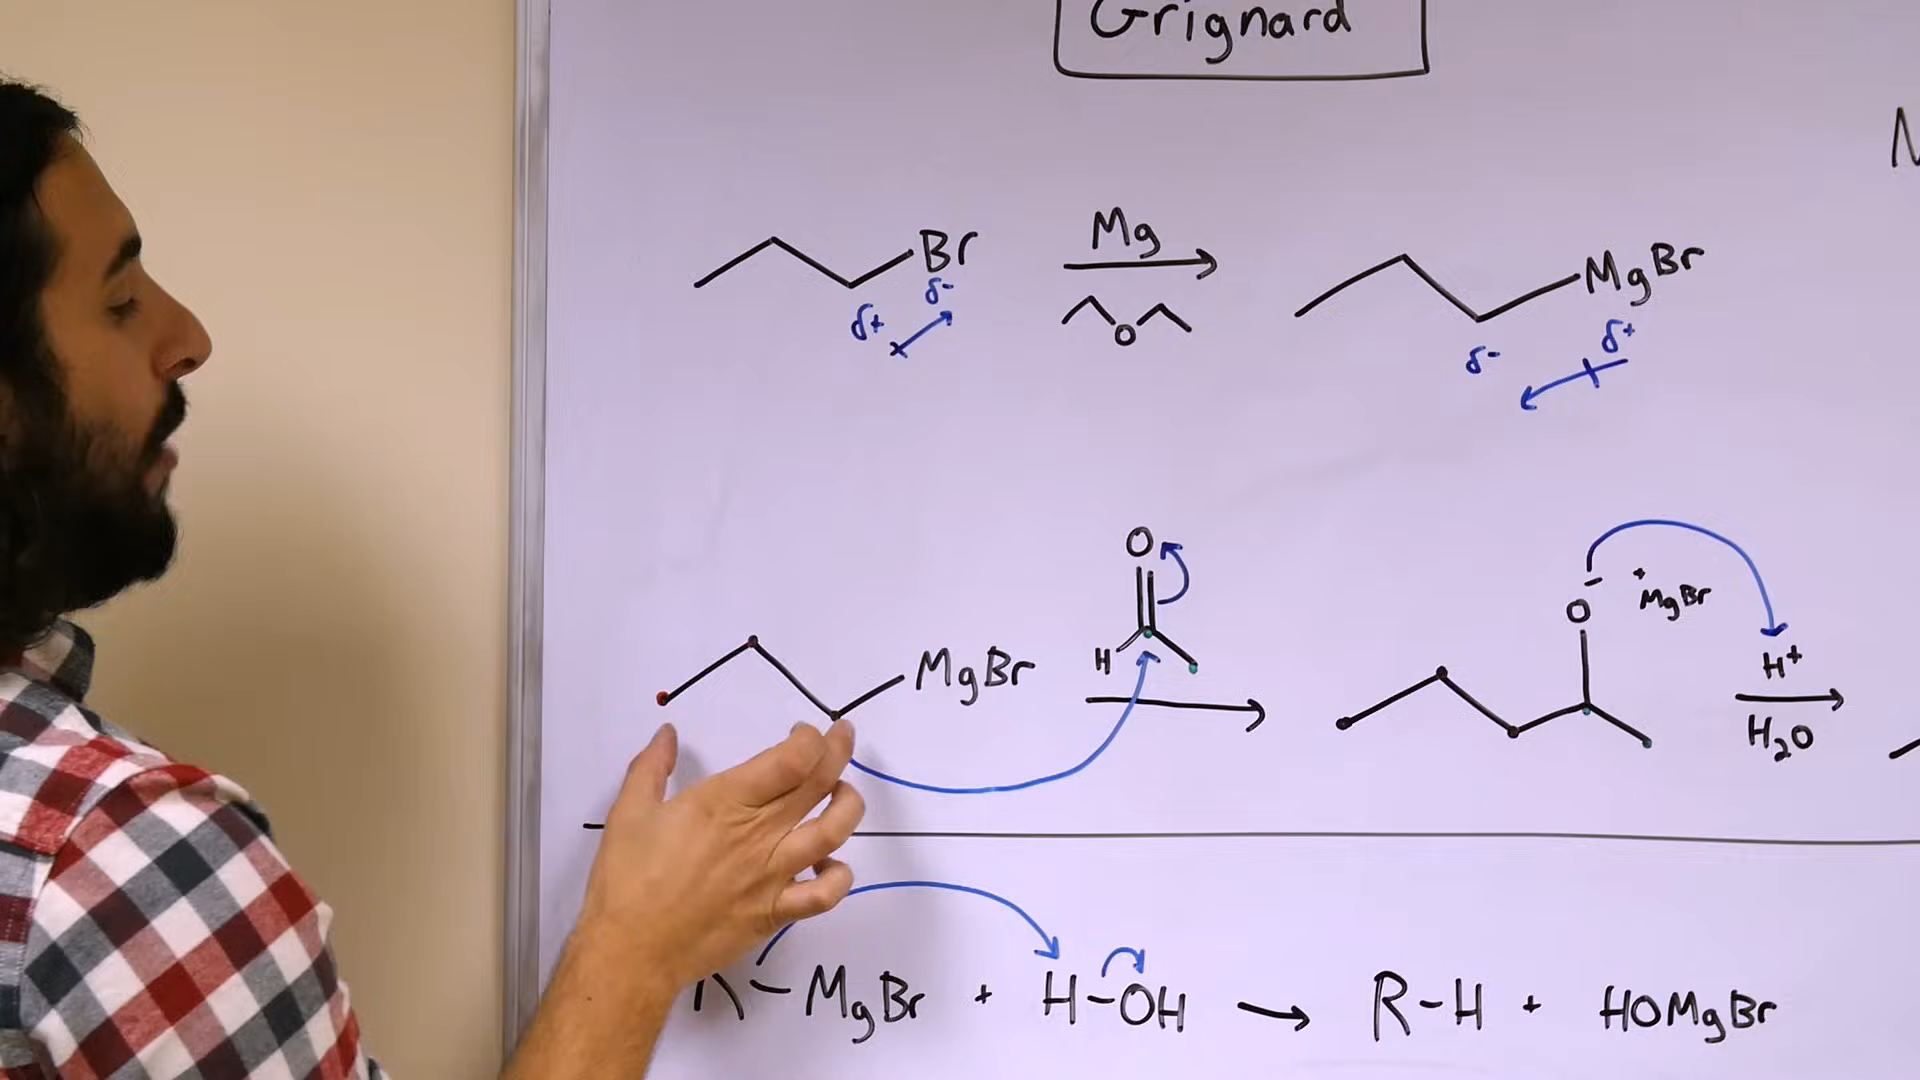 Grignard
N
Br
Mg
MgBr
δ-
δ+
O
δ-
δ+
O
O
-
+
MgBr
H
MgBr
H+
H2O
R-MgBr + H-OH → R-H + HOMgBr